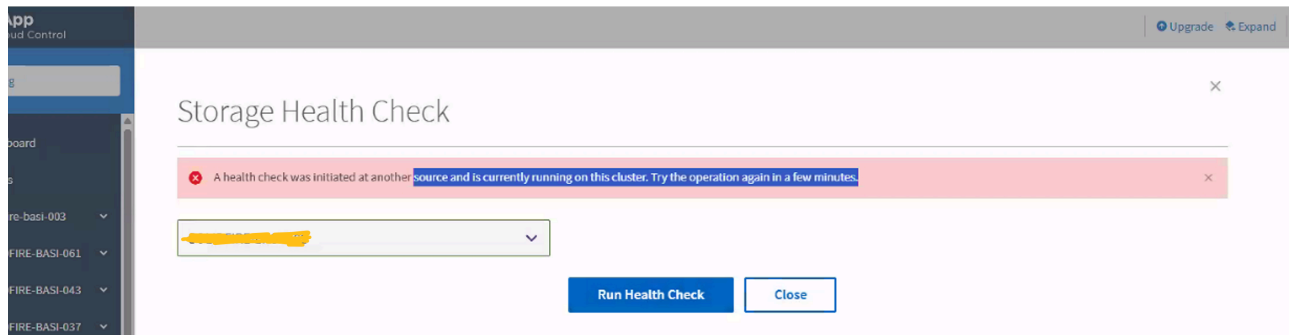 App
oud Control
Upgrade
Expand
g
Storage Health Check
board
s
A health check was initiated at another source and is currently running on this cluster. Try the operation again in a few minutes.
re-basi-003
FIRE-BASI-061
FIRE-BASI-043
Run Health Check
Close
FIRE-BASI-037